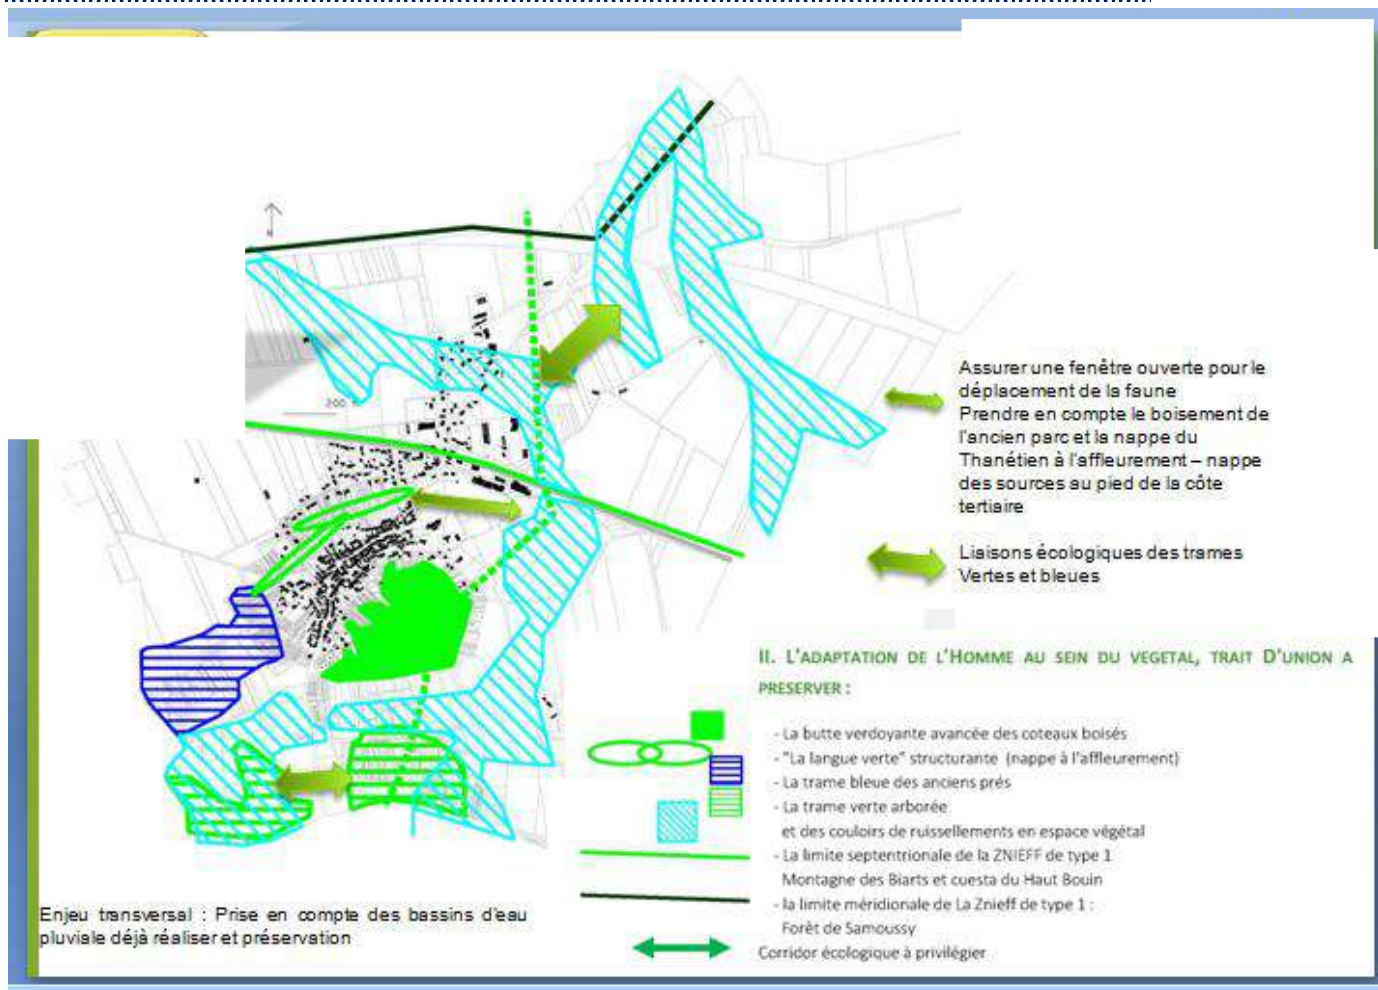 200
Assurer une fenêtre ouverte pour le
déplacement de la faune
Prendre en compte le boisement de
l'ancien parc et la nappe du
Thanétien à l'affleurement – nappe
des sources au pied de la côte
tertiaire
Liaisons écologiques des trames
Vertes et bleues
II. L'ADAPTATION DE L'HOMME AU SEIN DU VEGETAL, TRAIT D'UNION A
PRESERVER :
- La butte verdoyante avancée des coteaux boisés
- "La langue verte" structurante (nappe à l'affleurement)
- La trame bleue des anciens prés
- La trame verte arborée
et des couloirs de ruissellements en espace végétal
- La limite septentrionale de la ZNIEFF de type 1
Montagne des Biarts et cuesta du Haut Bouin
- la limite méridionale de La Znieff de type 1 :
Forêt de Samoussy
Corridor écologique à privilégier
Enjeu transversal : Prise en compte des bassins d'eau
pluviale déjà réaliser et préservation